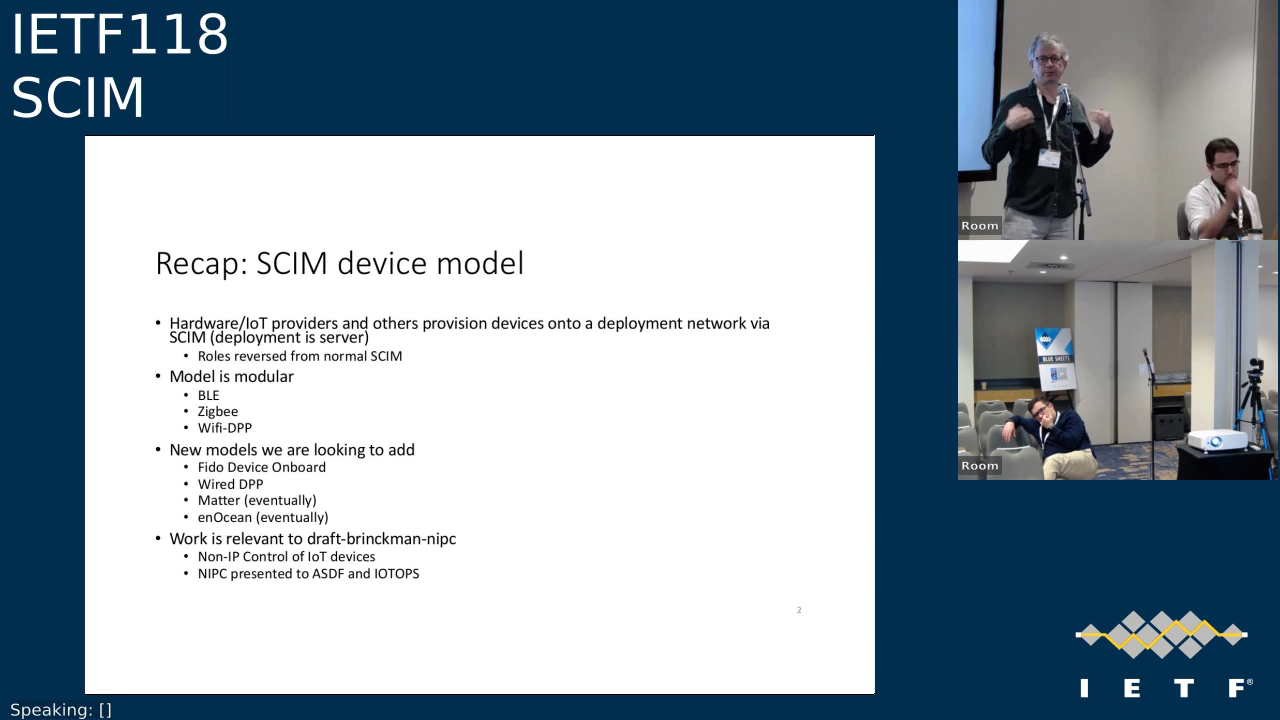 IETF118
SCIM
Recap: SCIM device model
• Hardware/IoT providers and others provision devices onto a deployment network via
SCIM (deployment is server)
• Roles reversed from normal SCIM
• Model is modular
• BLE
• Zigbee
• Wifi-DPP
• New models we are looking to add
• Fido Device Onboard
• Wired DPP
• Matter (eventually)
• enOcean (eventually)
• Work is relevant to draft-brinckman-nipc
• Non-IP Control of IoT devices
• NIPC presented to ASDF and IOTOPS
2
Room
BLUE SHEETS
Room
I E T F®
Speaking: []